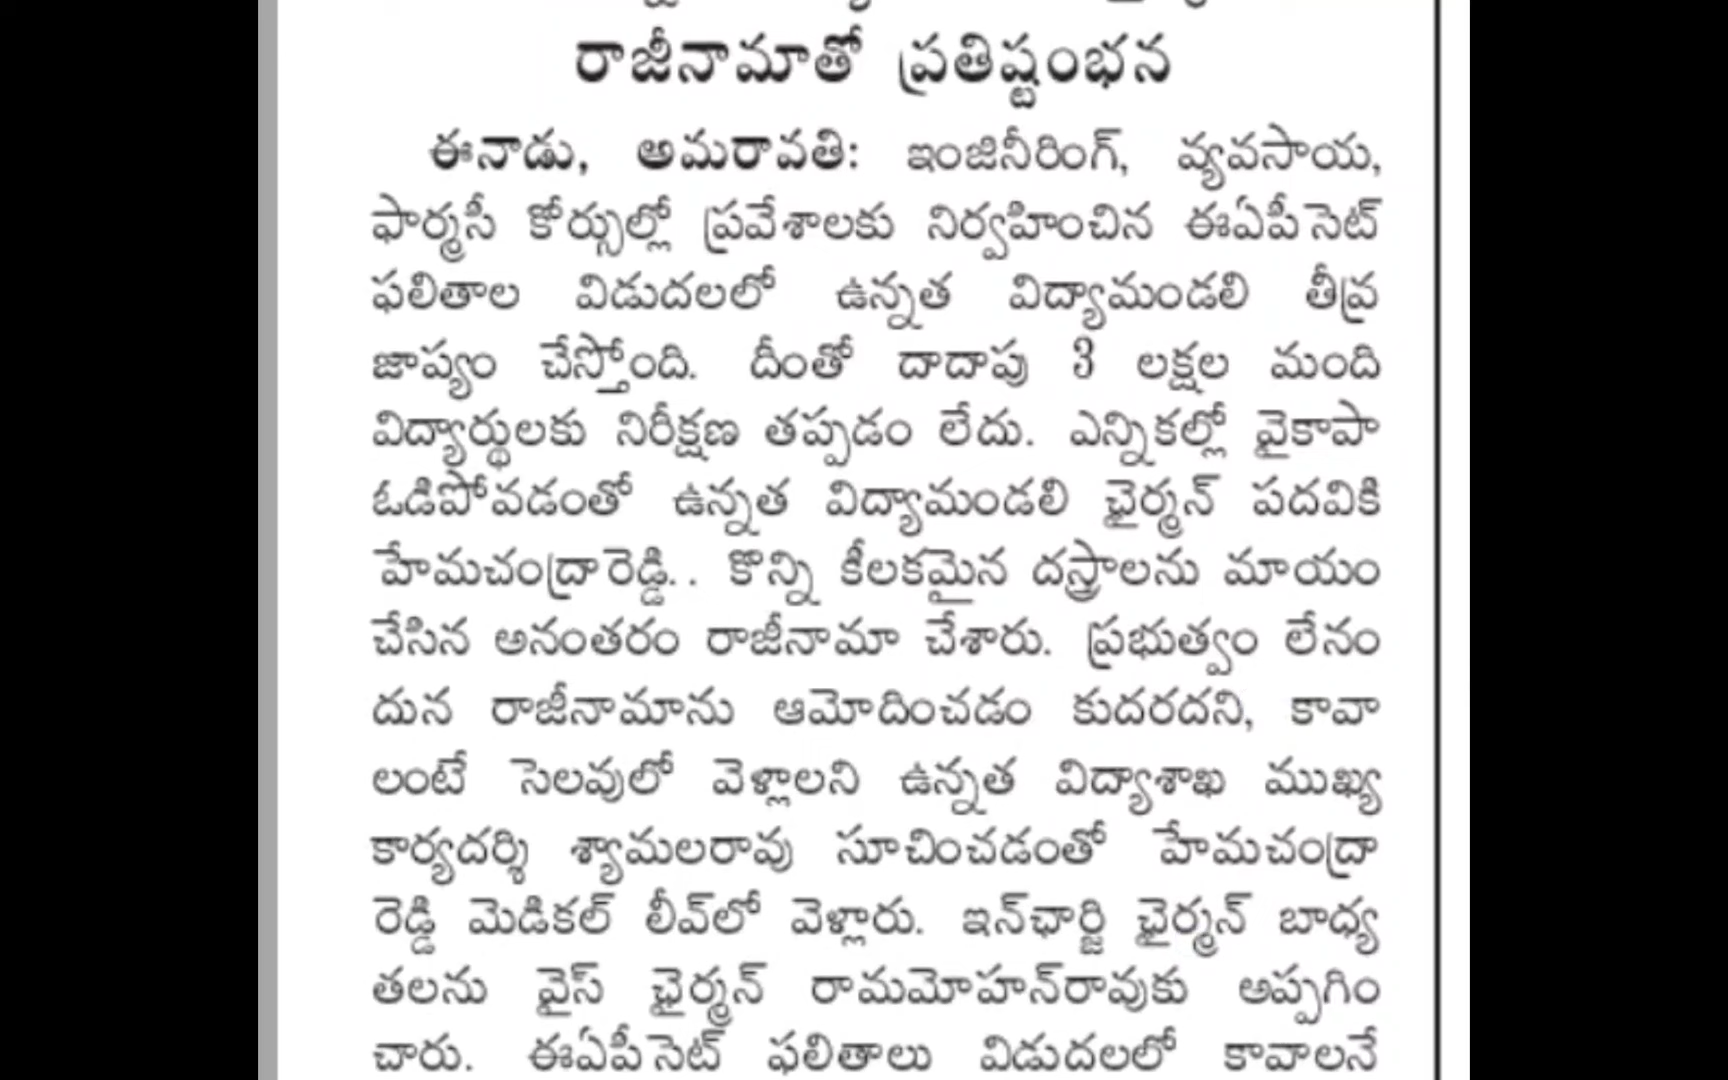 రాజీనామాతో ప్రతిష్టంభన
ఈనాడు, అమరావతి: ఇంజినీరింగ్, వ్యవసాయ,
ఫార్మసీ కోర్సుల్లో ప్రవేశాలకు నిర్వహించిన ఈఏపీసెట్
ఫలితాల విడుదలలో ఉన్నత విద్యామండలి తీవ్ర
జాప్యం చేస్తోంది. దీంతో దాదాపు 3 లక్షల మంది
విద్యార్థులకు నిరీక్షణ తప్పడం లేదు. ఎన్నికల్లో వైకాపా
ఓడిపోవడంతో ఉన్నత విద్యామండలి ఛైర్మన్ పదవికి
హేమచంద్రారెడ్డి.. కొన్ని కీలకమైన దస్త్రాలను మాయం
చేసిన అనంతరం రాజీనామా చేశారు. ప్రభుత్వం లేనం
దున రాజీనామాను ఆమోదించడం కుదరదని, కావా
లంటే సెలవులో వెళ్లాలని ఉన్నత విద్యాశాఖ ముఖ్య
కార్యదర్శి శ్యామలరావు సూచించడంతో హేమచంద్రా
రెడ్డి మెడికల్ లీవ్‌లో వెళ్లారు. ఇన్‌ఛార్జి ఛైర్మన్ బాధ్య
తలను వైస్ ఛైర్మన్ రామమోహన్‌రావుకు అప్పగిం
చారు. ఈఏపీసెట్ ఫలితాలు విడుదలలో కావాలనే